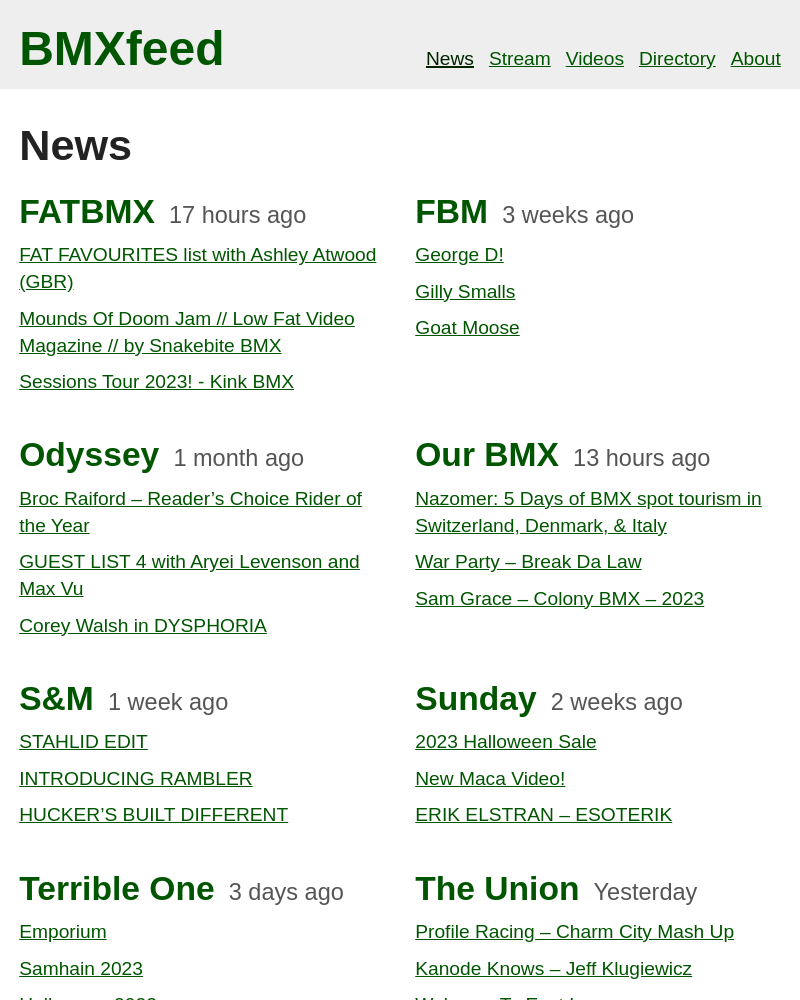 BMXfeed
News Stream Videos Directory About
News
FATBMX 17 hours ago
FAT FAVOURITES list with Ashley Atwood
(GBR)
Mounds Of Doom Jam // Low Fat Video
Magazine // by Snakebite BMX
Sessions Tour 2023! - Kink BMX
FBM 3 weeks ago
George D!
Gilly Smalls
Goat Moose
Odyssey 1 month ago
Broc Raiford – Reader’s Choice Rider of
the Year
GUEST LIST 4 with Aryei Levenson and
Max Vu
Corey Walsh in DYSPHORIA
Our BMX 13 hours ago
Nazomer: 5 Days of BMX spot tourism in
Switzerland, Denmark, & Italy
War Party – Break Da Law
Sam Grace – Colony BMX – 2023
S&M 1 week ago
STAHLID EDIT
INTRODUCING RAMBLER
HUCKER’S BUILT DIFFERENT
Sunday 2 weeks ago
2023 Halloween Sale
New Maca Video!
ERIK ELSTRAN – ESOTERIK
Terrible One 3 days ago
Emporium
Samhain 2023
The Union Yesterday
Profile Racing – Charm City Mash Up
Kanode Knows – Jeff Klugiewicz